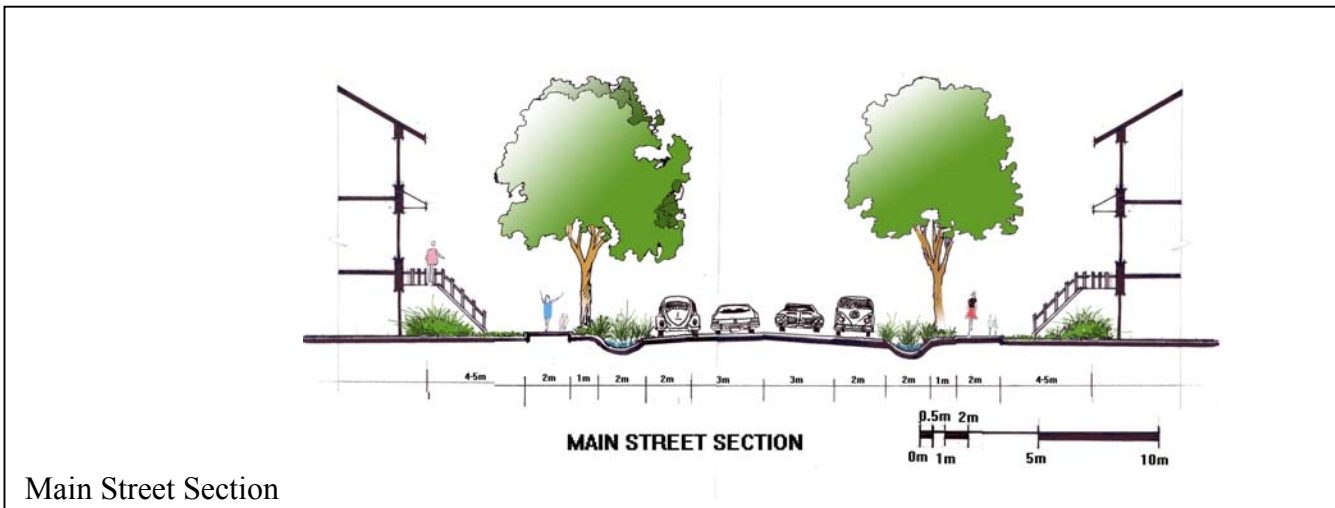 4-5m 2m 1m 2m 2m 3m 3m 2m 2m 1m 2m 4-5m
MAIN STREET SECTION
0.5m 2m
0m 1m 5m 10m
Main Street Section